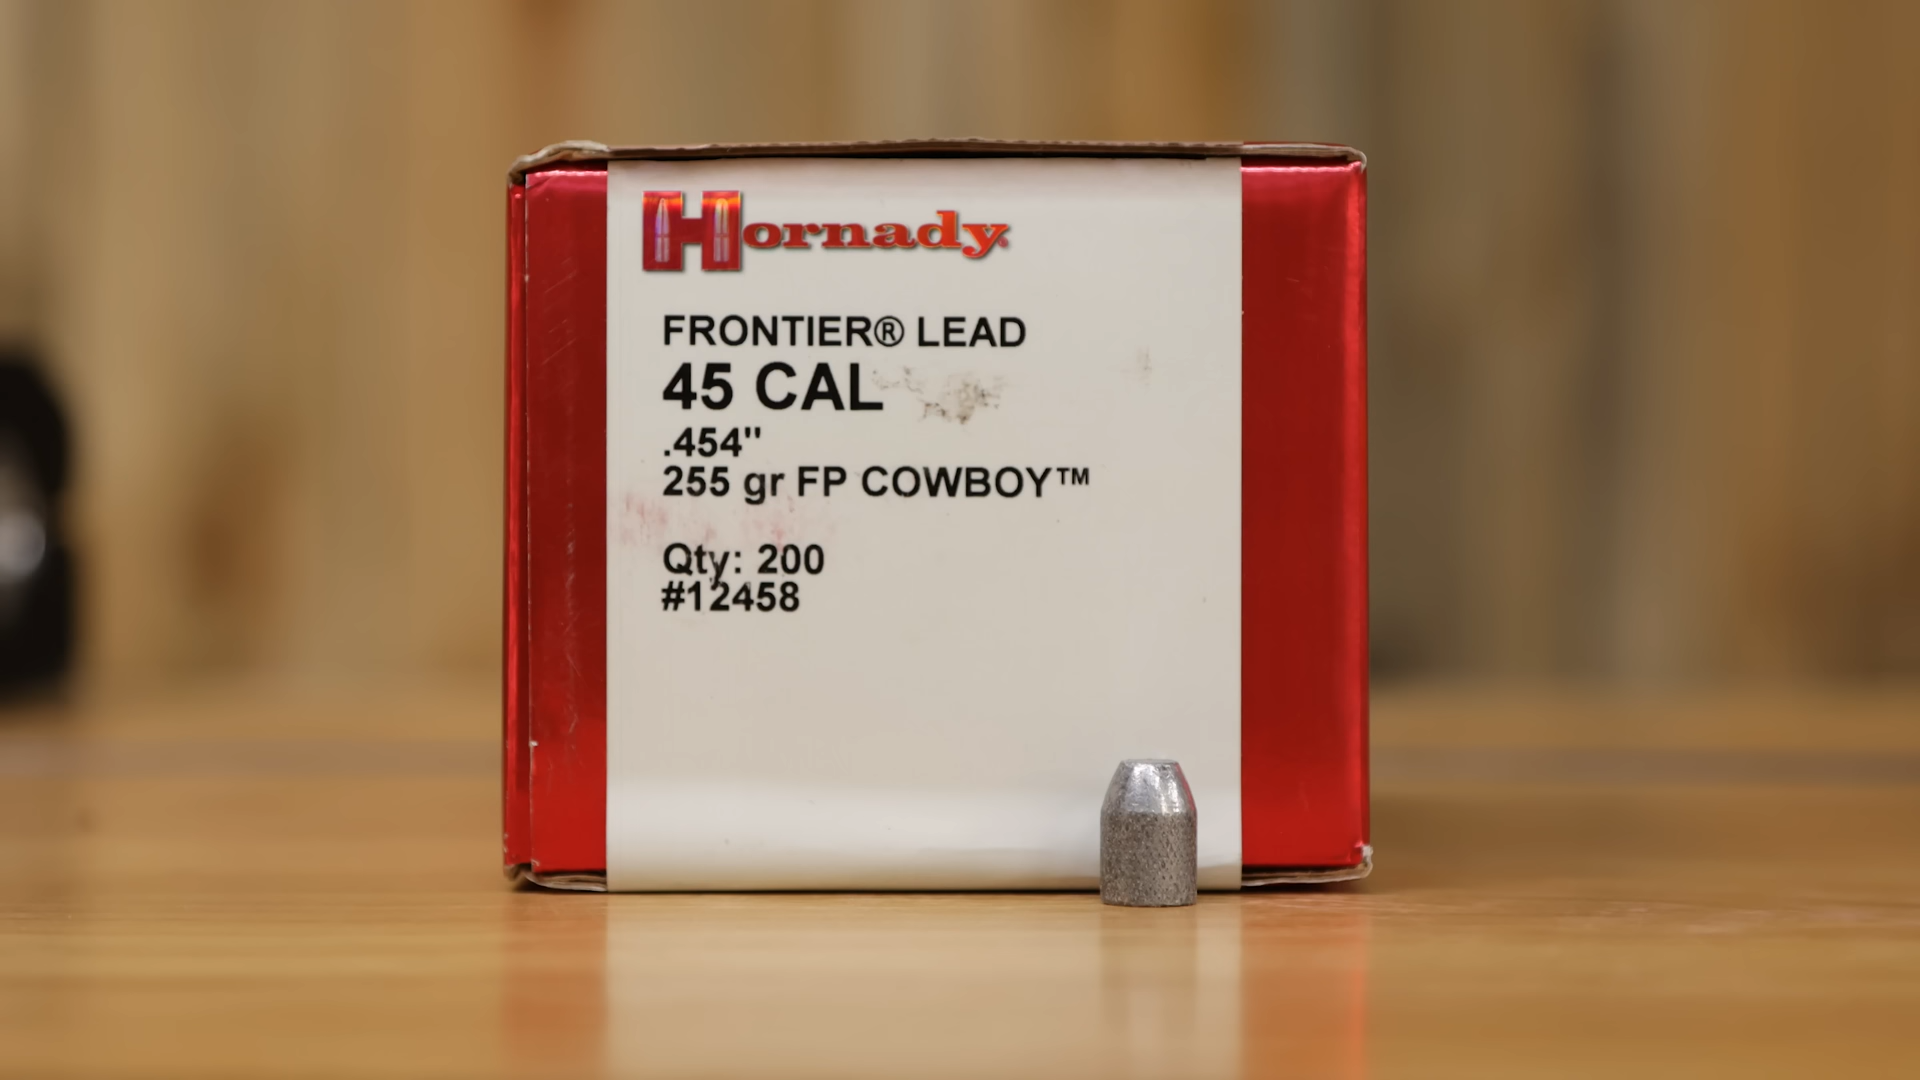 Hornady
FRONTIER® LEAD
45 CAL
.454"
255 gr FP COWBOY™
Qty: 200
#12458